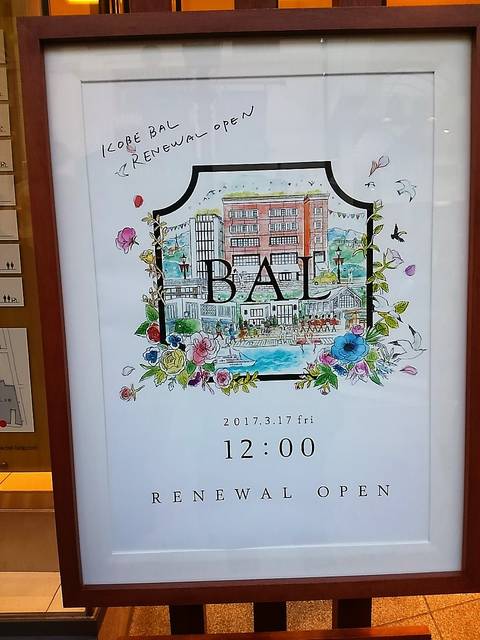 KOBE BAL
RENEWAL OPEN
BAL
2017.3.17 fri
12:00
RENEWAL OPEN